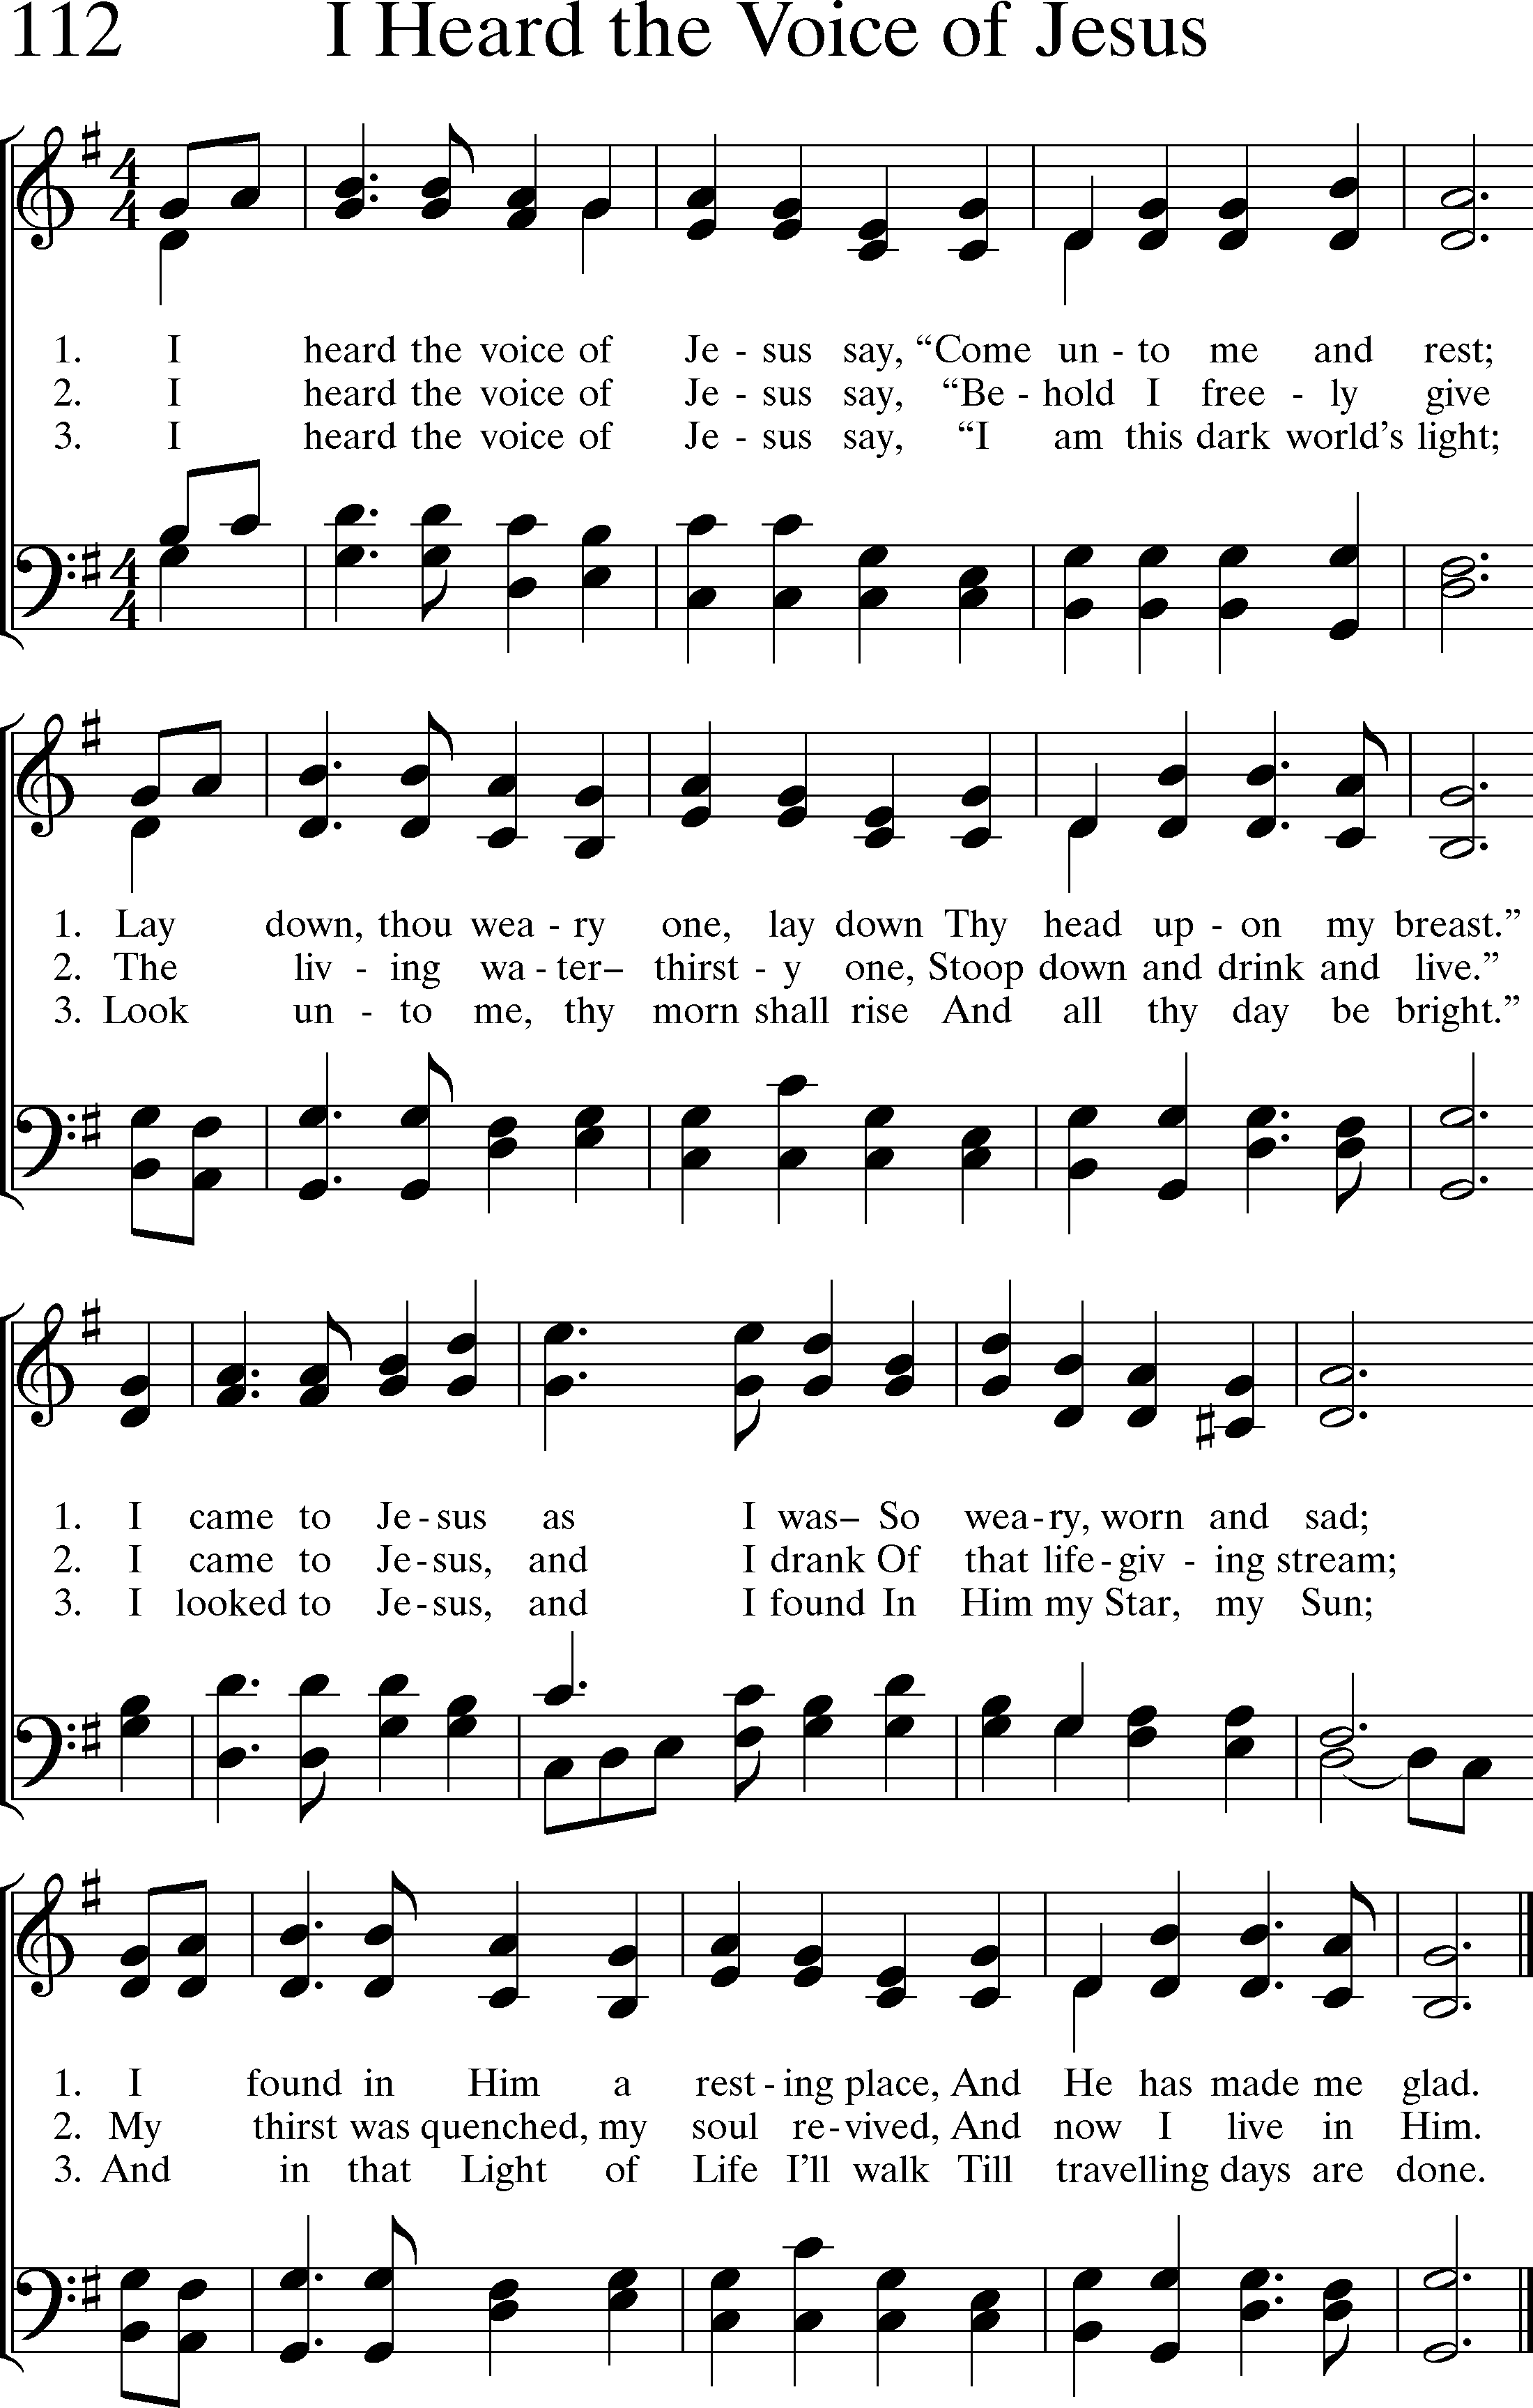 112 I Heard the Voice of Jesus
4
4
1. I heard the voice of Je - sus say, “Come un - to me and rest;
2. I heard the voice of Je - sus say, “Be - hold I free - ly give
3. I heard the voice of Je - sus say, “I am this dark world’s light;
4
4
1. Lay down, thou wea - ry one, lay down Thy head up - on my breast.”
2. The liv - ing wa - ter– thirst - y one, Stoop down and drink and live.”
3. Look un - to me, thy morn shall rise And all thy day be bright.”
1. I came to Je - sus as I was– So wea - ry, worn and sad;
2. I came to Je - sus, and I drank Of that life - giv - ing stream;
3. I looked to Je - sus, and I found In Him my Star, my Sun;
1. I found in Him a rest - ing place, And He has made me glad.
2. My thirst was quenched, my soul re - vived, And now I live in Him.
3. And in that Light of Life I’ll walk Till travelling days are done.